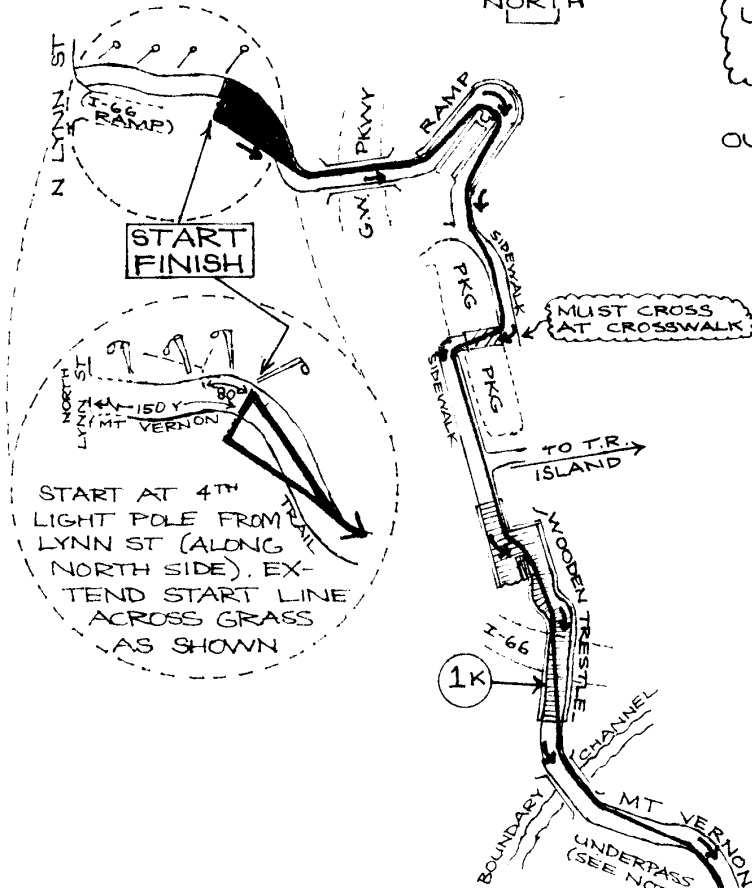 NORTH
N LYNN ST
(I-66
RAMP)
START
FINISH
G.W. PKWY
RAMP
SIDEWALK
PKG
MUST CROSS
AT CROSSWALK
SIDEWALK
PKG
TO T.R.
ISLAND
NORTH
LYNN ST
80'
150 Y
MT VERNON
TRAIL
START AT 4TH
LIGHT POLE FROM
LYNN ST (ALONG
NORTH SIDE). EX-
TEND START LINE
ACROSS GRASS
AS SHOWN
WOODEN TRESTLE
I-66
1K
BOUNDARY CHANNEL
MT VERNON
UNDERPASS
(SEE